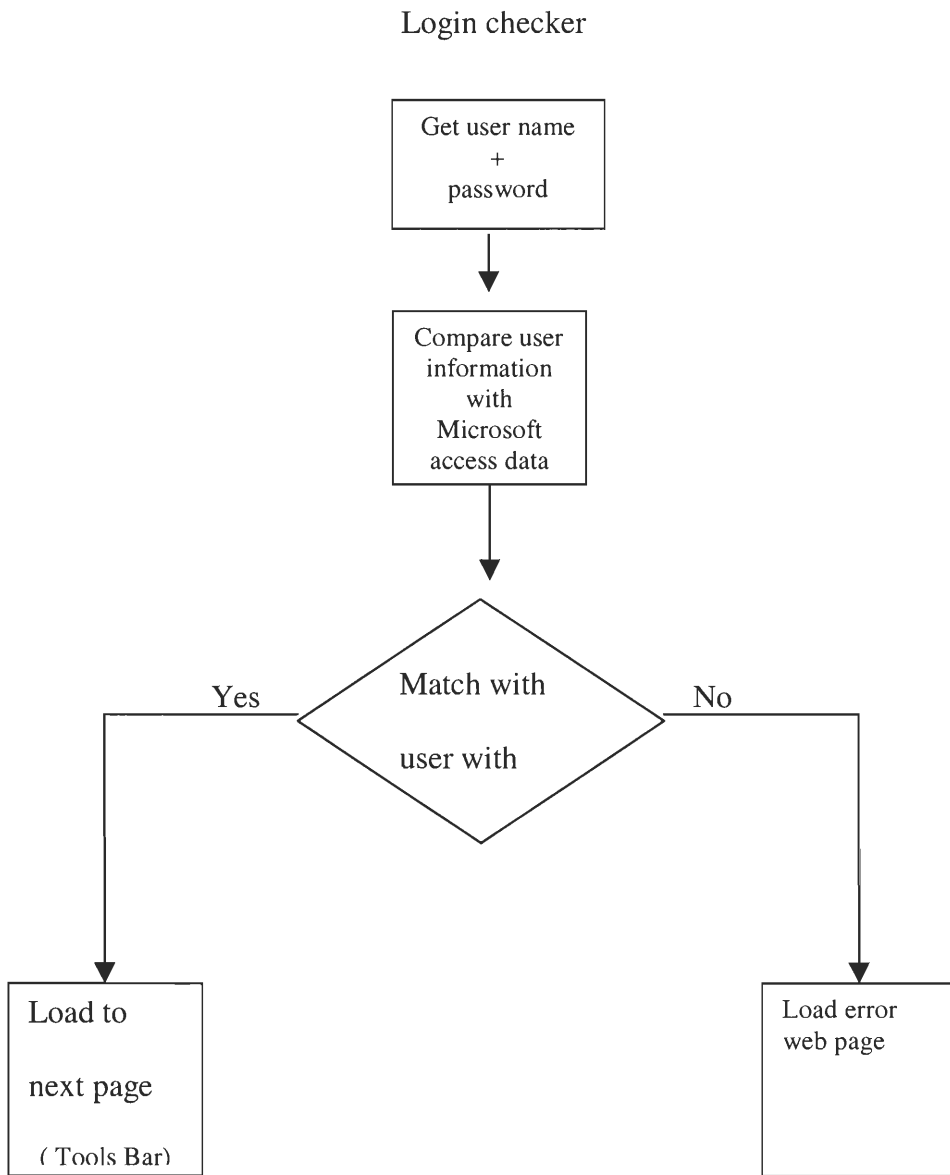 Login checker
Get user name
+
password
Compare user
information
with
Microsoft
access data
Match with
user with
Yes
No
Load to
next page
( Tools Bar)
Load error
web page